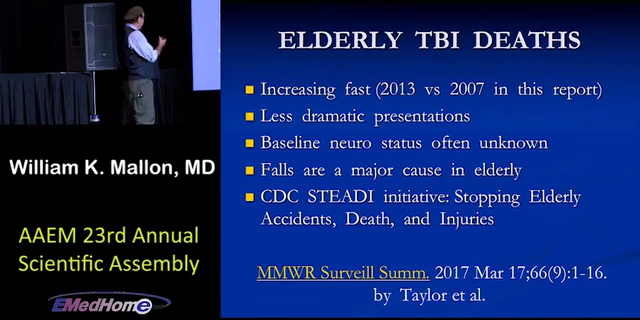 ELDERLY TBI DEATHS
Increasing fast (2013 vs 2007 in this report)
Less dramatic presentations
Baseline neuro status often unknown
Falls are a major cause in elderly
CDC STEADI initiative: Stopping Elderly
Accidents, Death, and Injuries
MMWR Surveill Summ. 2017 Mar 17;66(9):1-16.
by Taylor et al.
William K. Mallon, MD
AAEM 23rd Annual
Scientific Assembly
EMedHome